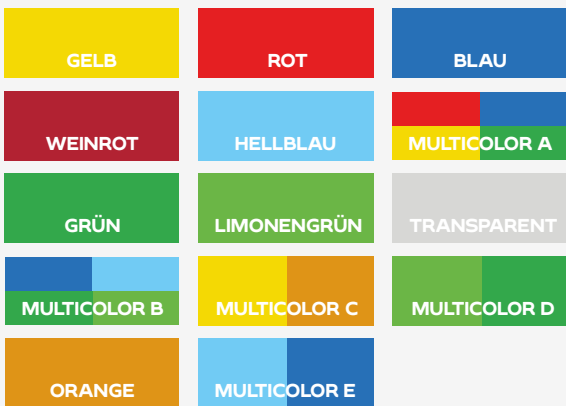 GELB
ROT
BLAU
WEINROT
HELLBLAU
MULTICOLOR A
GRÜN
LIMONENGRÜN
TRANSPARENT
MULTICOLOR B
MULTICOLOR C
MULTICOLOR D
ORANGE
MULTICOLOR E